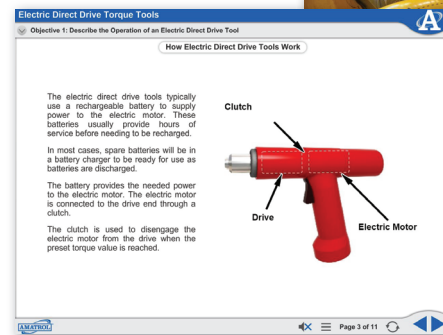 Electric Direct Drive Torque Tools
Objective 1: Describe the Operation of an Electric Direct Drive Tool
How Electric Direct Drive Tools Work
The electric direct drive tools typically
use a rechargeable battery to supply
power to the electric motor. These
batteries usually provide hours of
service before needing to be recharged.
In most cases, spare batteries will be in
a battery charger to be ready for use as
batteries are discharged.
The battery provides the needed power
to the electric motor. The electric motor
is connected to the drive end through a
clutch.
The clutch is used to disengage the
electric motor from the drive when the
preset torque value is reached.
Clutch
Drive
Electric Motor
AMATROL
Page 3 of 11
A